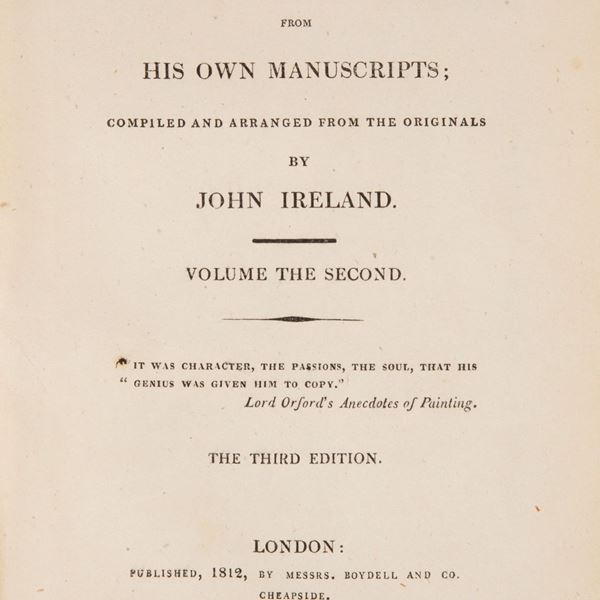 FROM
HIS OWN MANUSCRIPTS;
COMPILED AND ARRANGED FROM THE ORIGINALS
BY
JOHN IRELAND.
VOLUME THE SECOND.
“ IT WAS CHARACTER, THE PASSIONS, THE SOUL, THAT HIS
“ GENIUS WAS GIVEN HIM TO COPY.”
Lord Orford's Anecdotes of Painting.
THE THIRD EDITION.
LONDON:
PUBLISHED, 1812, BY MESSRS. BOYDELL AND CO.
CHEAPSIDE.